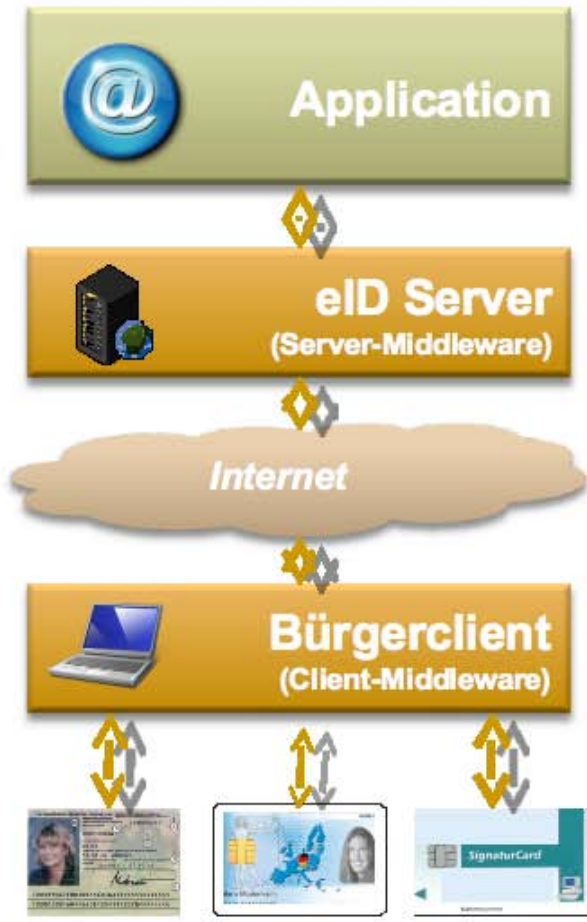 @
Application
eID Server
(Server-Middleware)
Internet
Bürgerclient
(Client-Middleware)
SignaturCard